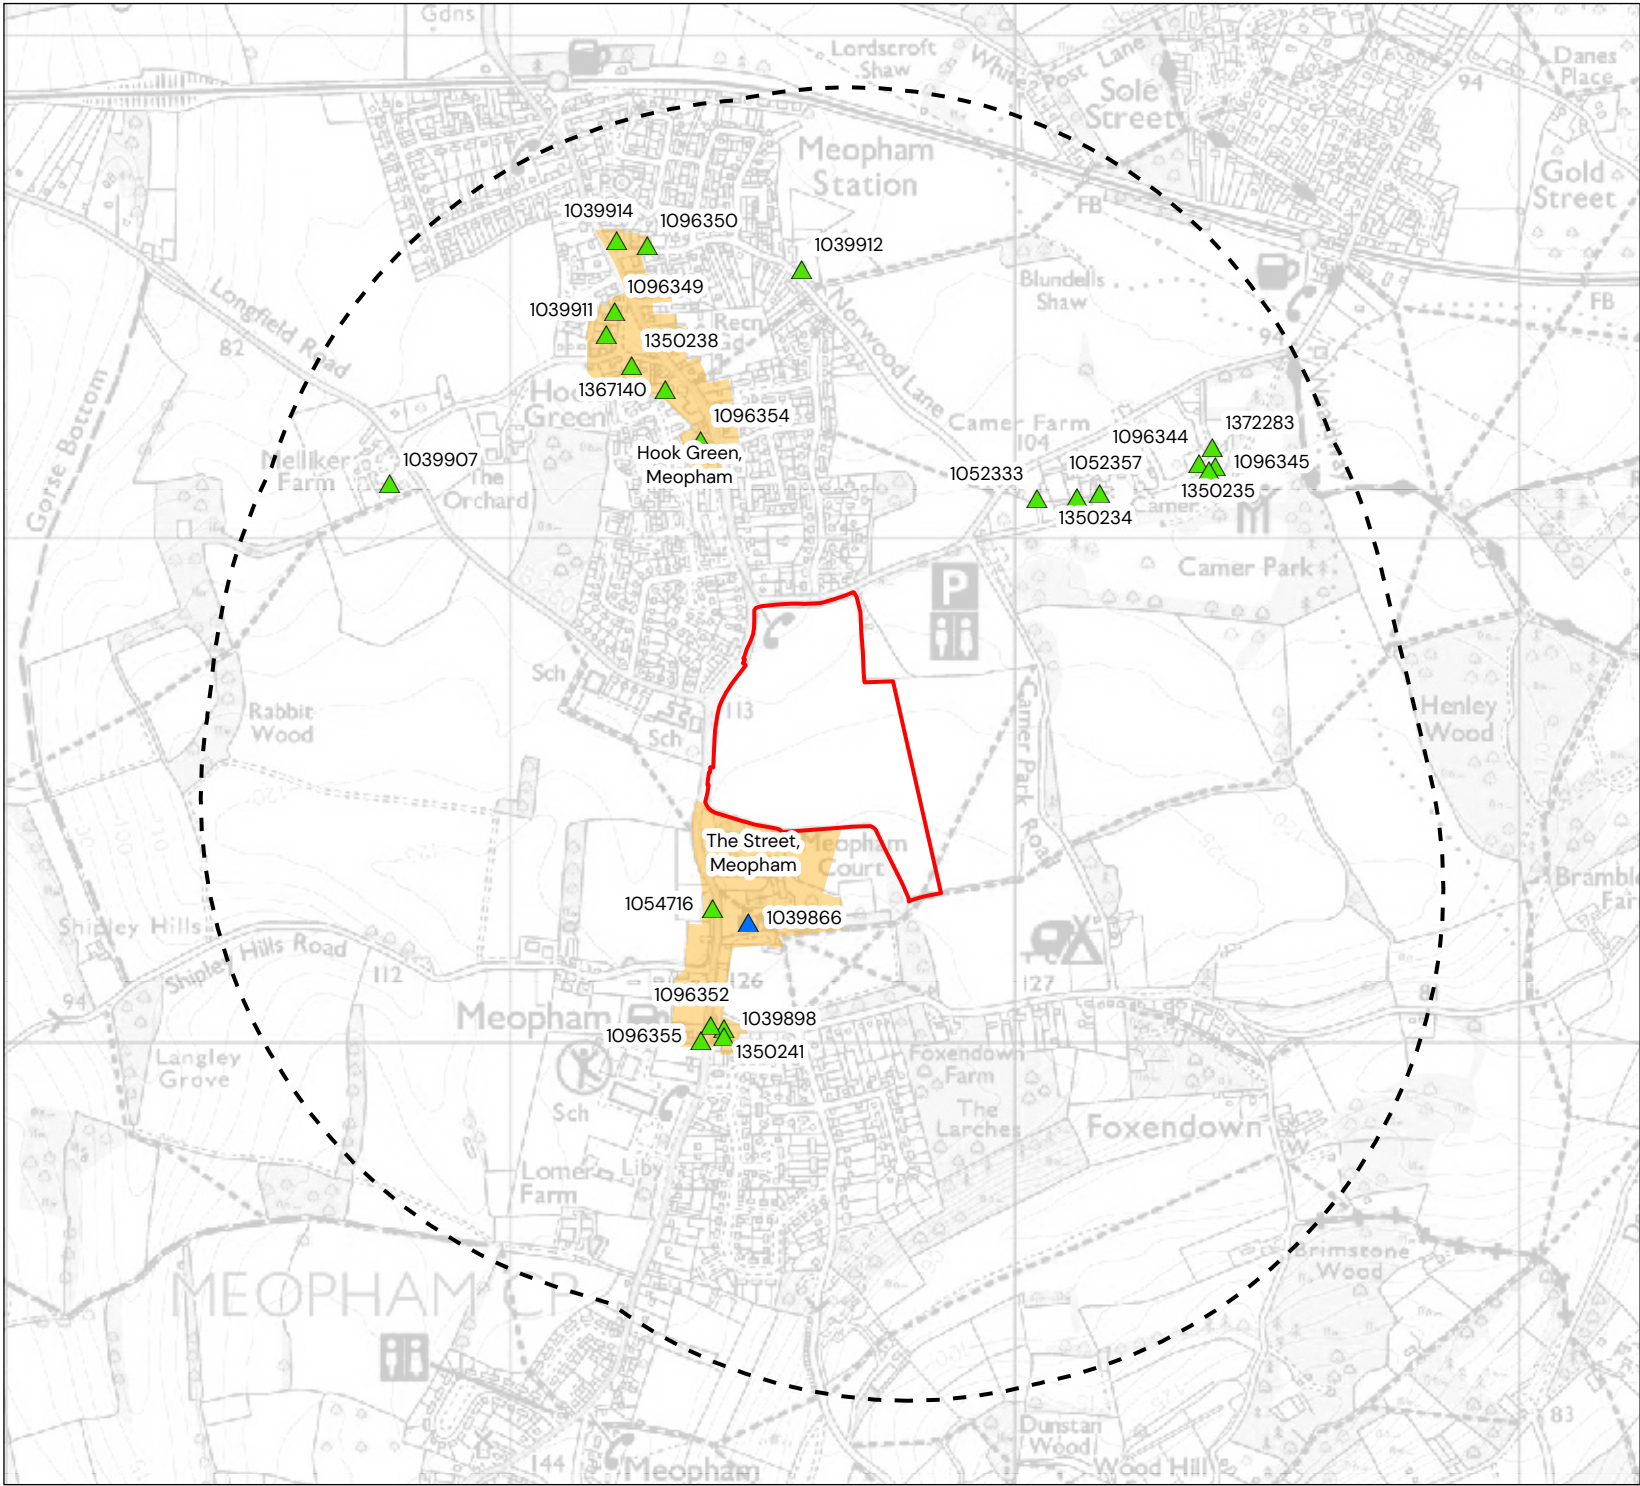 Gdns
Lordscroft
Shaw
White Post Lane
Sole
Street
94
Danes
Place
Meopham
Station
Gold
Street
FB
1039914
1096350
1039912
Blundells
Shaw
FB
1096349
1039911
Recn
1350238
Longfield Road
82
Norwood Lane
94
Hook
Green
1367140
1096354
Hook Green,
Meopham
Camer Farm
104
1372283
1096344
1096345
1350235
1052333
1052357
1350234
Camer
Gorse Bottom
Melliker
Farm
1039907
The
Orchard
Camer Park
P
Sch
Rabbit
Wood
113
Sch
Camer Park Road
Henley
Wood
The Street,
Meopham
Meopham
Court
1054716
1039866
Shipley Hills
Shipley Hills Road
112
94
126
127
Meopham
1096352
1039898
1096355
1350241
Langley
Grove
Foxendown
Farm
The
Larches
Foxendown
Sch
Lomer
Farm
Liby
Brimstone
Wood
MEOPHAM CP
Dunstan
Wood
83
144
Meopham
Wood Hill